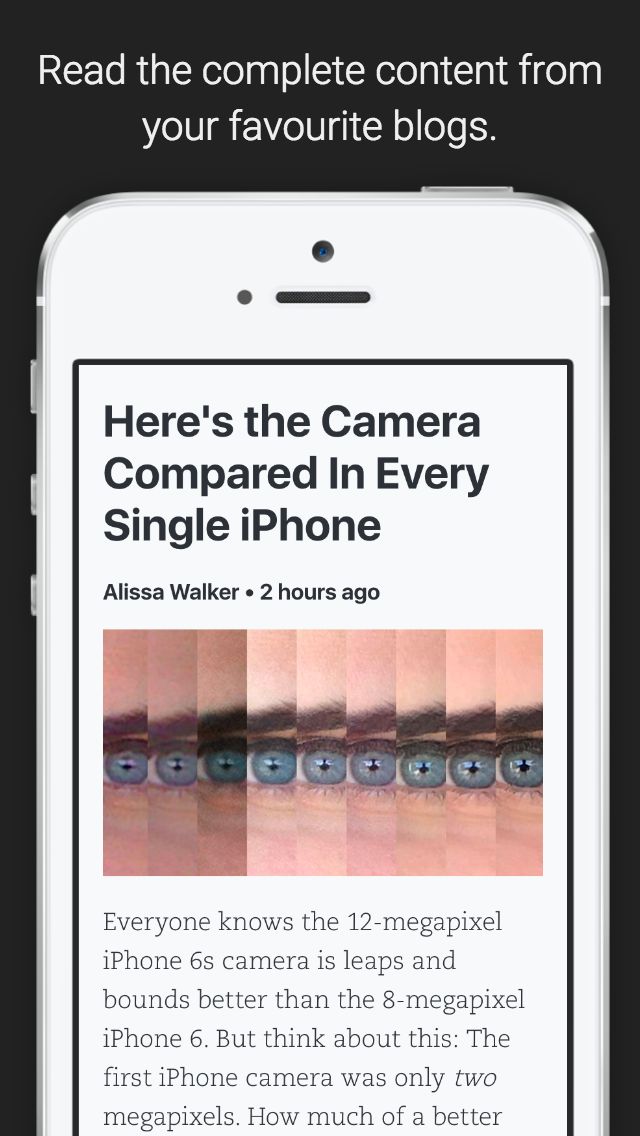 Read the complete content from
your favourite blogs.
Here's the Camera
Compared In Every
Single iPhone
Alissa Walker • 2 hours ago
Everyone knows the 12-megapixel
iPhone 6s camera is leaps and
bounds better than the 8-megapixel
iPhone 6. But think about this: The
first iPhone camera was only two
megapixels. How much of a better